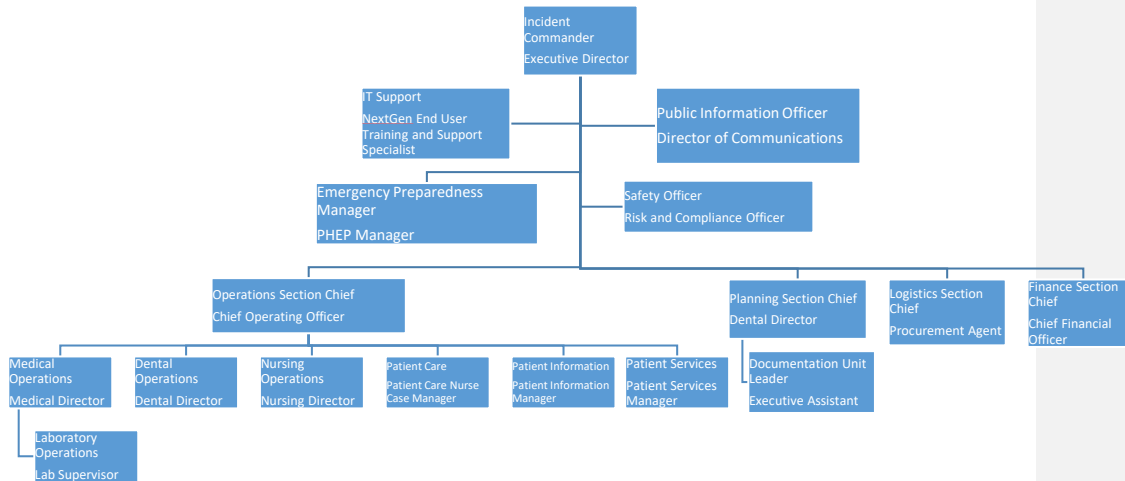 Incident
Commander
Executive Director
IT Support
NextGen End User
Training and Support
Specialist
Public Information Officer
Director of Communications
Emergency Preparedness
Manager
PHEP Manager
Safety Officer
Risk and Compliance Officer
Operations Section Chief
Chief Operating Officer
Planning Section Chief
Dental Director
Logistics Section
Chief
Procurement Agent
Finance Section
Chief
Chief Financial
Officer
Medical
Operations
Medical Director
Dental
Operations
Dental Director
Nursing
Operations
Nursing Director
Patient Care
Patient Care Nurse
Case Manager
Patient Information
Patient Information
Manager
Patient Services
Patient Services
Manager
Documentation Unit
Leader
Executive Assistant
Laboratory
Operations
Lab Supervisor